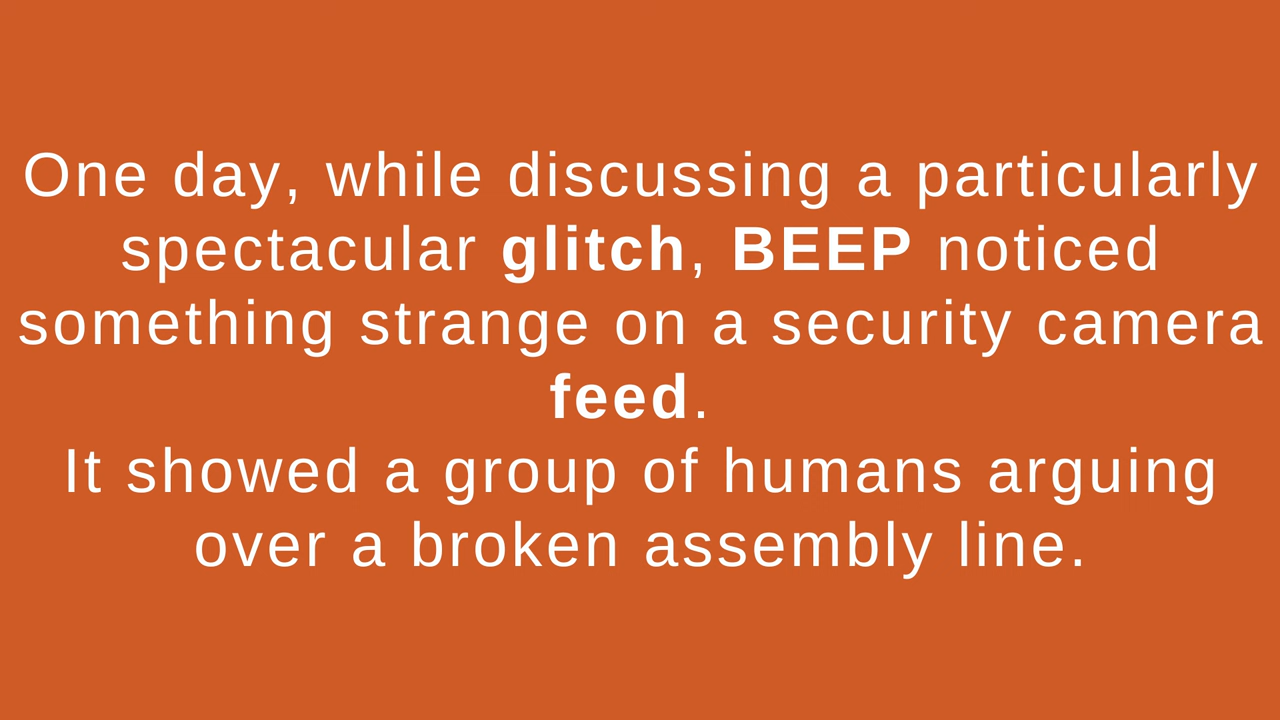 One day, while discussing a particularly
spectacular glitch, BEEP noticed
something strange on a security camera
feed.
It showed a group of humans arguing
over a broken assembly line.